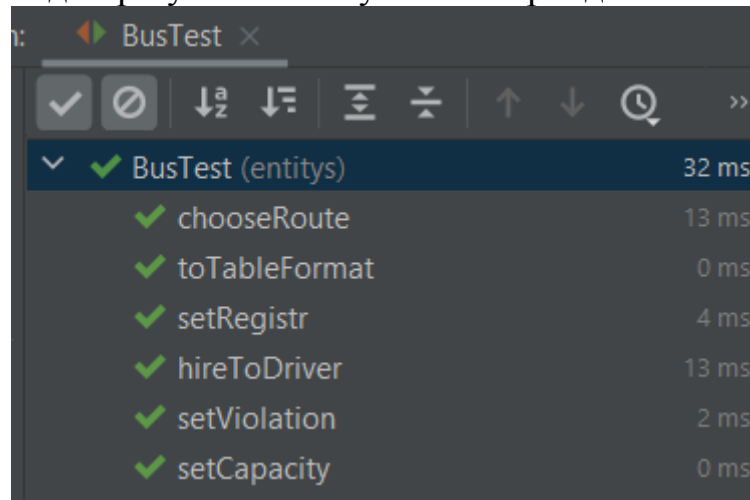 BusTest
BusTest (entitys) 32 ms
chooseRoute 13 ms
toTableFormat 0 ms
setRegistr 4 ms
hireToDriver 13 ms
setViolation 2 ms
setCapacity 0 ms